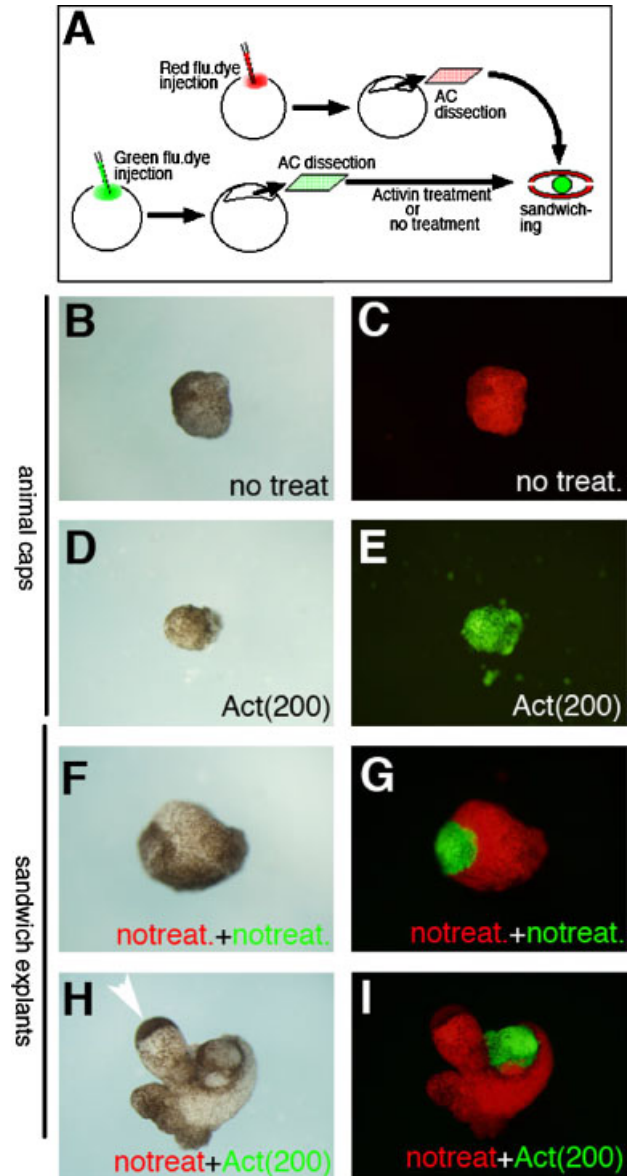 A
Red flu.dye
injection
AC
dissection
Green flu.dye
injection
AC dissection
Activin treatment
or
no treatment
sandwich-
ing
animal caps
B
no treat
C
no treat.
D
Act(200)
E
Act(200)
sandwich explants
F
notreat.+notreat.
G
notreat.+notreat.
H
notreat+Act(200)
I
notreat+Act(200)